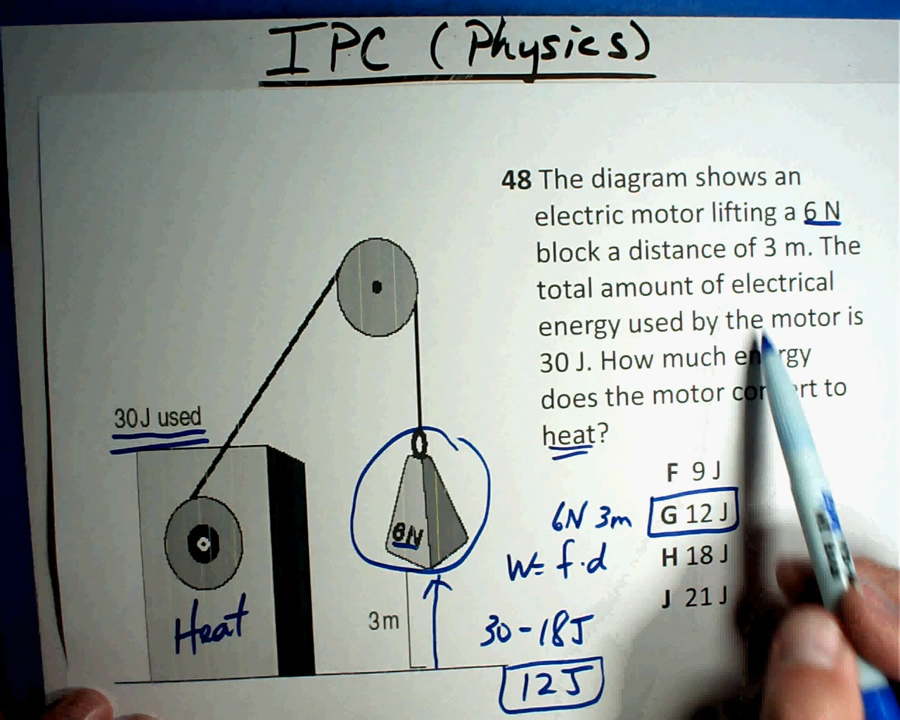 IPC (Physics)
48 The diagram shows an
electric motor lifting a 6 N
block a distance of 3 m. The
total amount of electrical
energy used by the motor is
30 J. How much
does the motor to
heat?
F 9 J
G 12 J
H 18 J
J 21 J
30J used
6N
Heat
3m
6N 3m
W= f.d
30-18J
12J